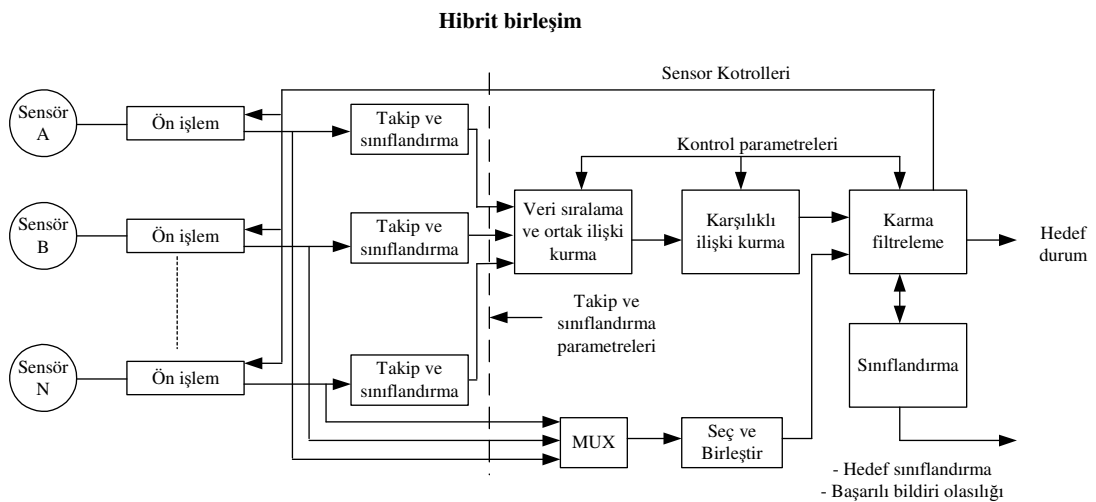 Hibrit birleşim
Sensor Kotrolleri
Sensör
A
Ön işlem
Takip ve
sınıflandırma
Kontrol parametreleri
Sensör
B
Ön işlem
Takip ve
sınıflandırma
Veri sıralama
ve ortak ilişki
kurma
Karşılıklı
ilişki kurma
Karma
filtreleme
Hedef
durum
Takip ve
sınıflandırma
parametreleri
Sensör
N
Ön işlem
Takip ve
sınıflandırma
Sınıflandırma
MUX
Seç ve
Birleştir
- Hedef sınıflandırma
- Başarılı bildiri olasılığı